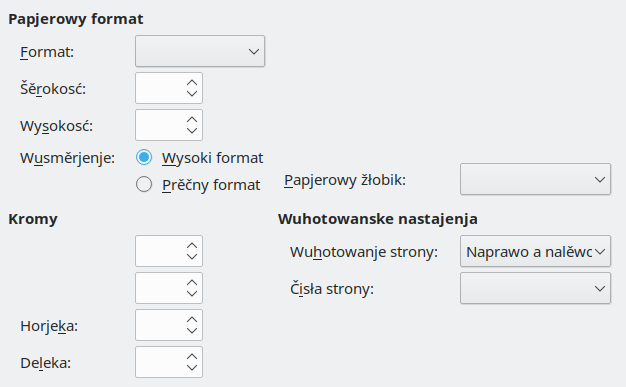 Papjerowy format
Format:
Šěrokosć:
Wysokosć:
Wusměrjenje:
Wysoki format
Prěčny format
Papjerowy žłobik:
Kromy
Horjeka:
Deleka:
Wuhotowanske nastajenja
Wuhotowanje strony:
Naprawo a nalěwo
Čisła strony: